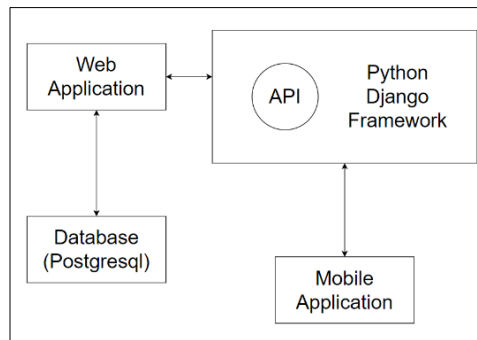 Web
Application
API
Python
Django
Framework
Database
(Postgresql)
Mobile
Application